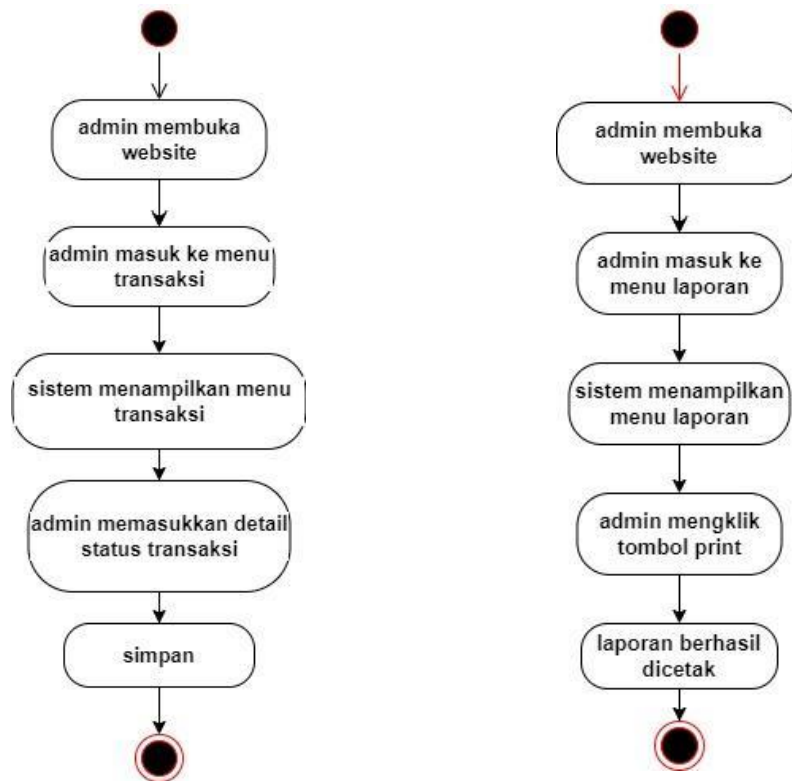 admin membuka
website
admin masuk ke menu
transaksi
sistem menampilkan menu
transaksi
admin memasukkan detail
status transaksi
simpan
admin membuka
website
admin masuk ke
menu laporan
sistem menampilkan
menu laporan
admin mengklik
tombol print
laporan berhasil
dicetak